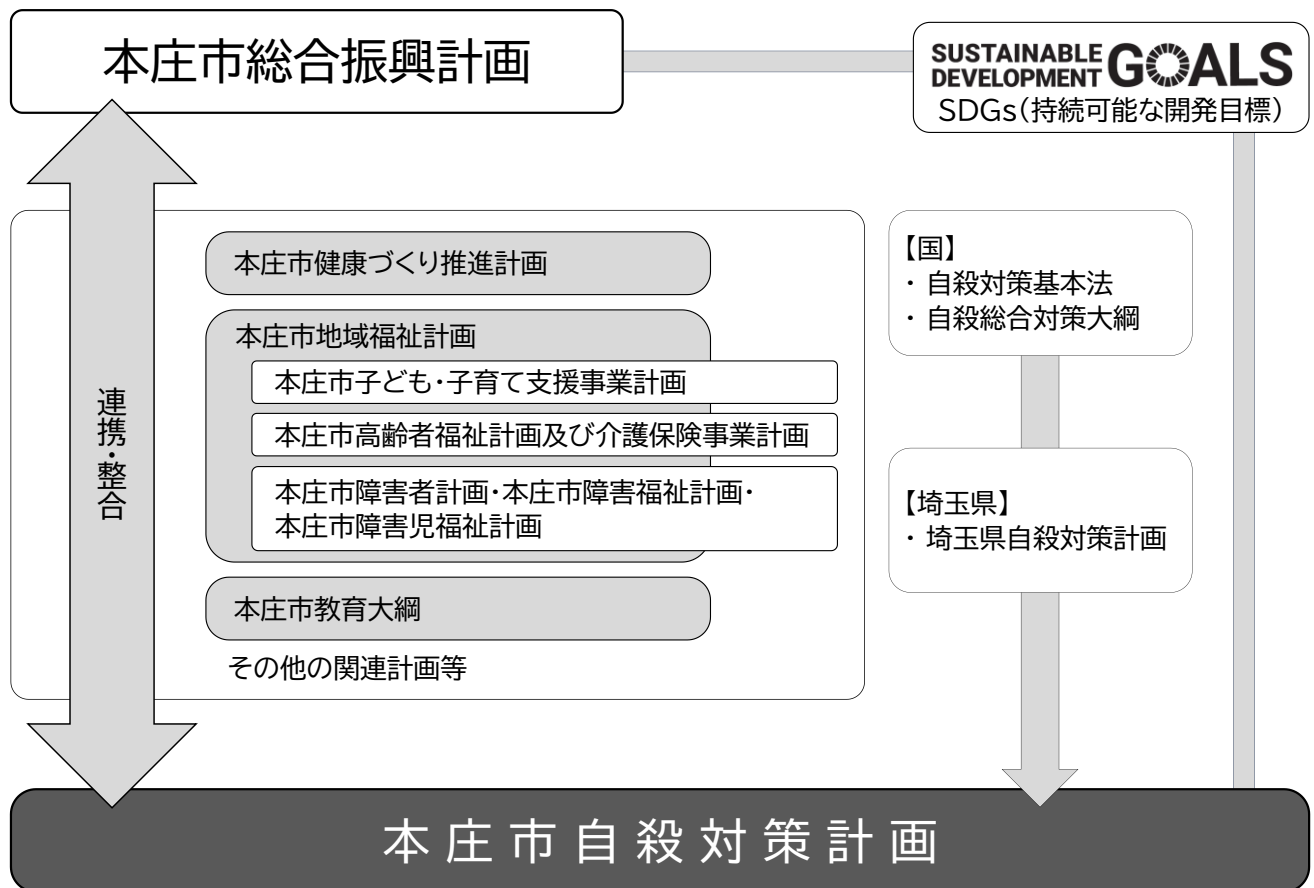 本庄市総合振興計画
SUSTAINABLE
DEVELOPMENT
GOALS
SDGs(持続可能な開発目標)
連携・整合
本庄市健康づくり推進計画
本庄市地域福祉計画
本庄市子ども・子育て支援事業計画
本庄市高齢者福祉計画及び介護保険事業計画
本庄市障害者計画・本庄市障害福祉計画・
本庄市障害児福祉計画
本庄市教育大綱
その他の関連計画等
【国】
・ 自殺対策基本法
・ 自殺総合対策大綱
【埼玉県】
・ 埼玉県自殺対策計画
本庄市自殺対策計画